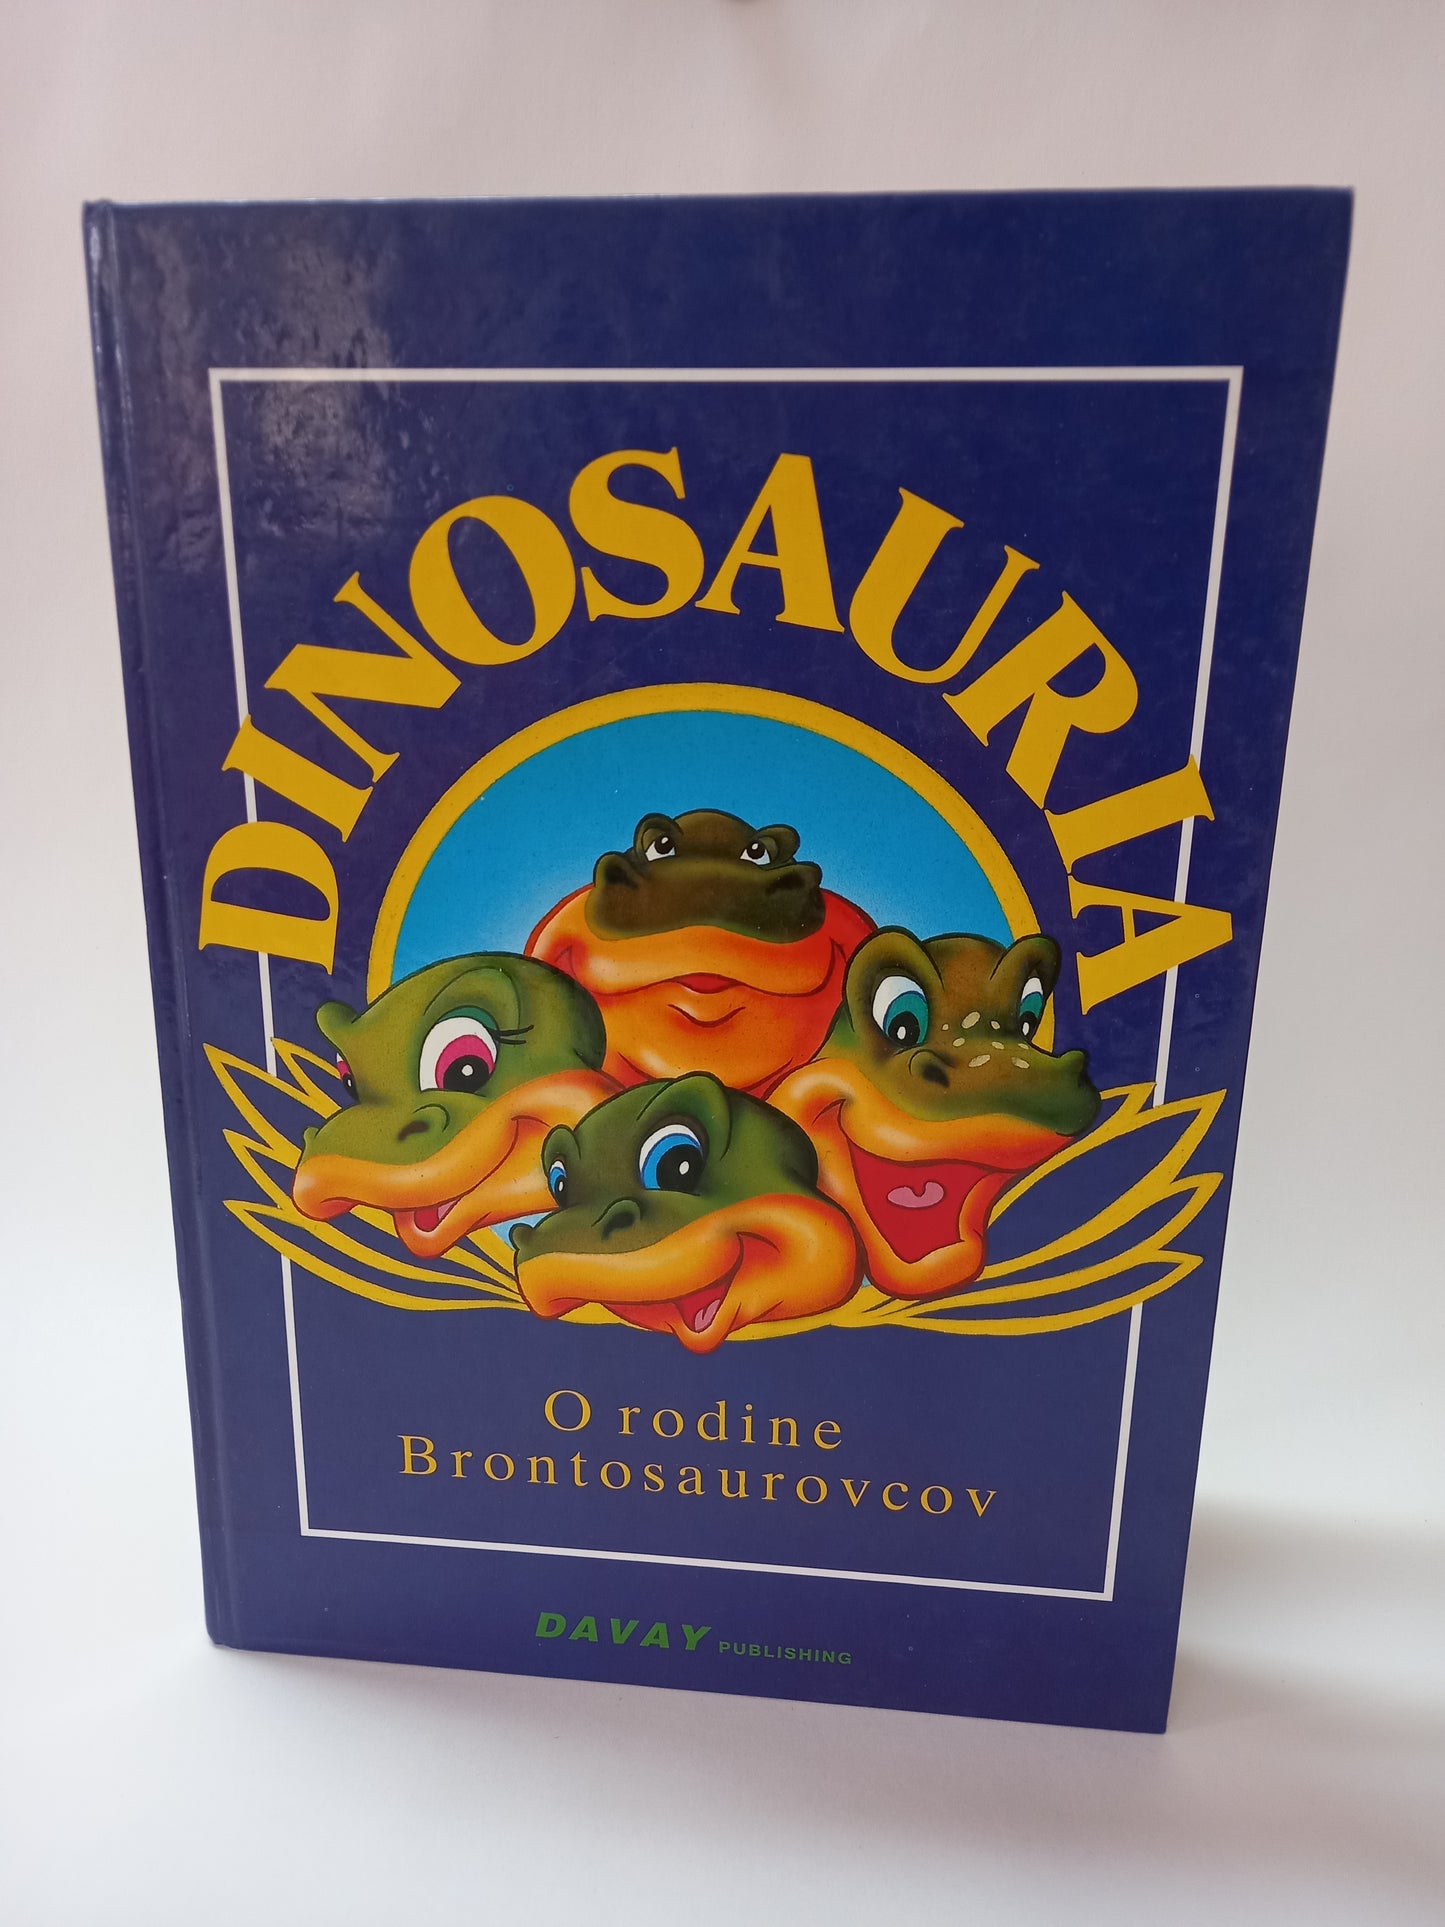 DINOSAURIA
O rodine
Brontosaurovcov
DAVAY PUBLISHING